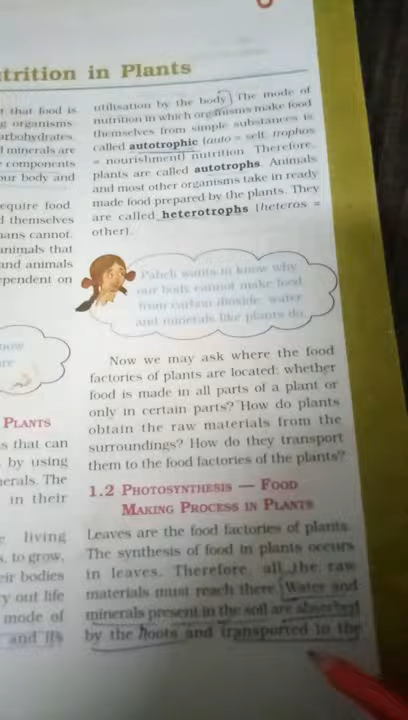 trition in Plants
t that food is
g organisms
arbohydrates
l minerals are
components
our body and
equire food
d themselves
mans cannot
animals that
and animals
ependent on
now
are
PLANTS
s that can
by using
nerals. The
in their
living
s, to grow,
eir bodies
ry out life
mode of
and its
utilisation by the body. The mode of
nutrition in which organisms make food
themselves from simple substances is
called autotrophic (auto = self; trophos
= nourishment) nutrition. Therefore,
plants are called autotrophs. Animals
and most other organisms take in ready
made food prepared by the plants. They
are called heterotrophs (heteros =
other).
Paheli wants to know why
our body cannot make food
from carbon dioxide, water
and minerals like plants do.
Now we may ask where the food
factories of plants are located: whether
food is made in all parts of a plant or
only in certain parts? How do plants
obtain the raw materials from the
surroundings? How do they transport
them to the food factories of the plants?
1.2 PHOTOSYNTHESIS — FOOD
MAKING PROCESS IN PLANTS
Leaves are the food factories of plants.
The synthesis of food in plants occurs
in leaves. Therefore, all the raw
materials must reach there. Water and
minerals present in the soil are absorbed
by the roots and transported to the